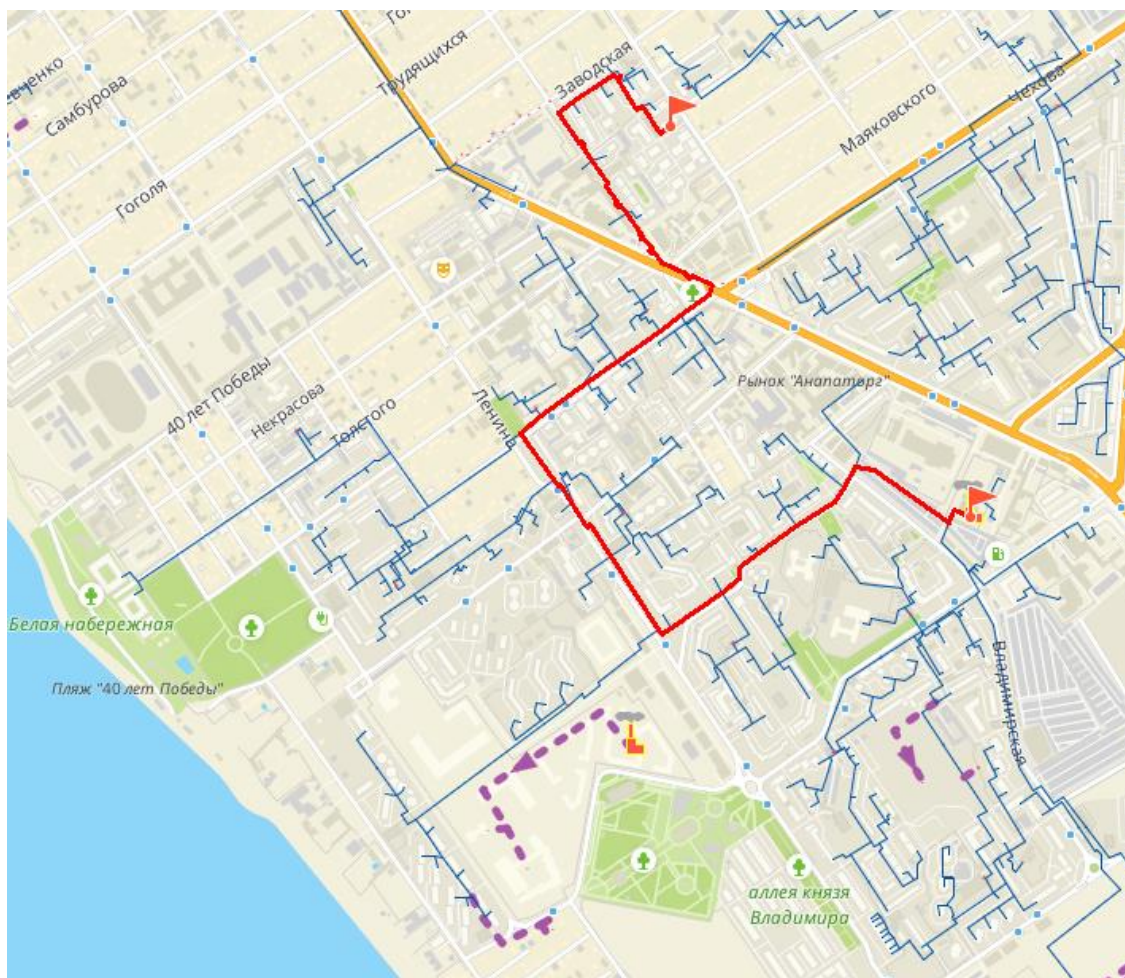 Заводская
Трудящихся
Самбурова
Чехова
Маяковского
Гоголя
Рынок "Анапаторг"
40 лет Победы
Некрасова
Толстого
Ленина
Белая набережная
Пляж "40 лет Победы"
Владимирская
аллея князя
Владимира